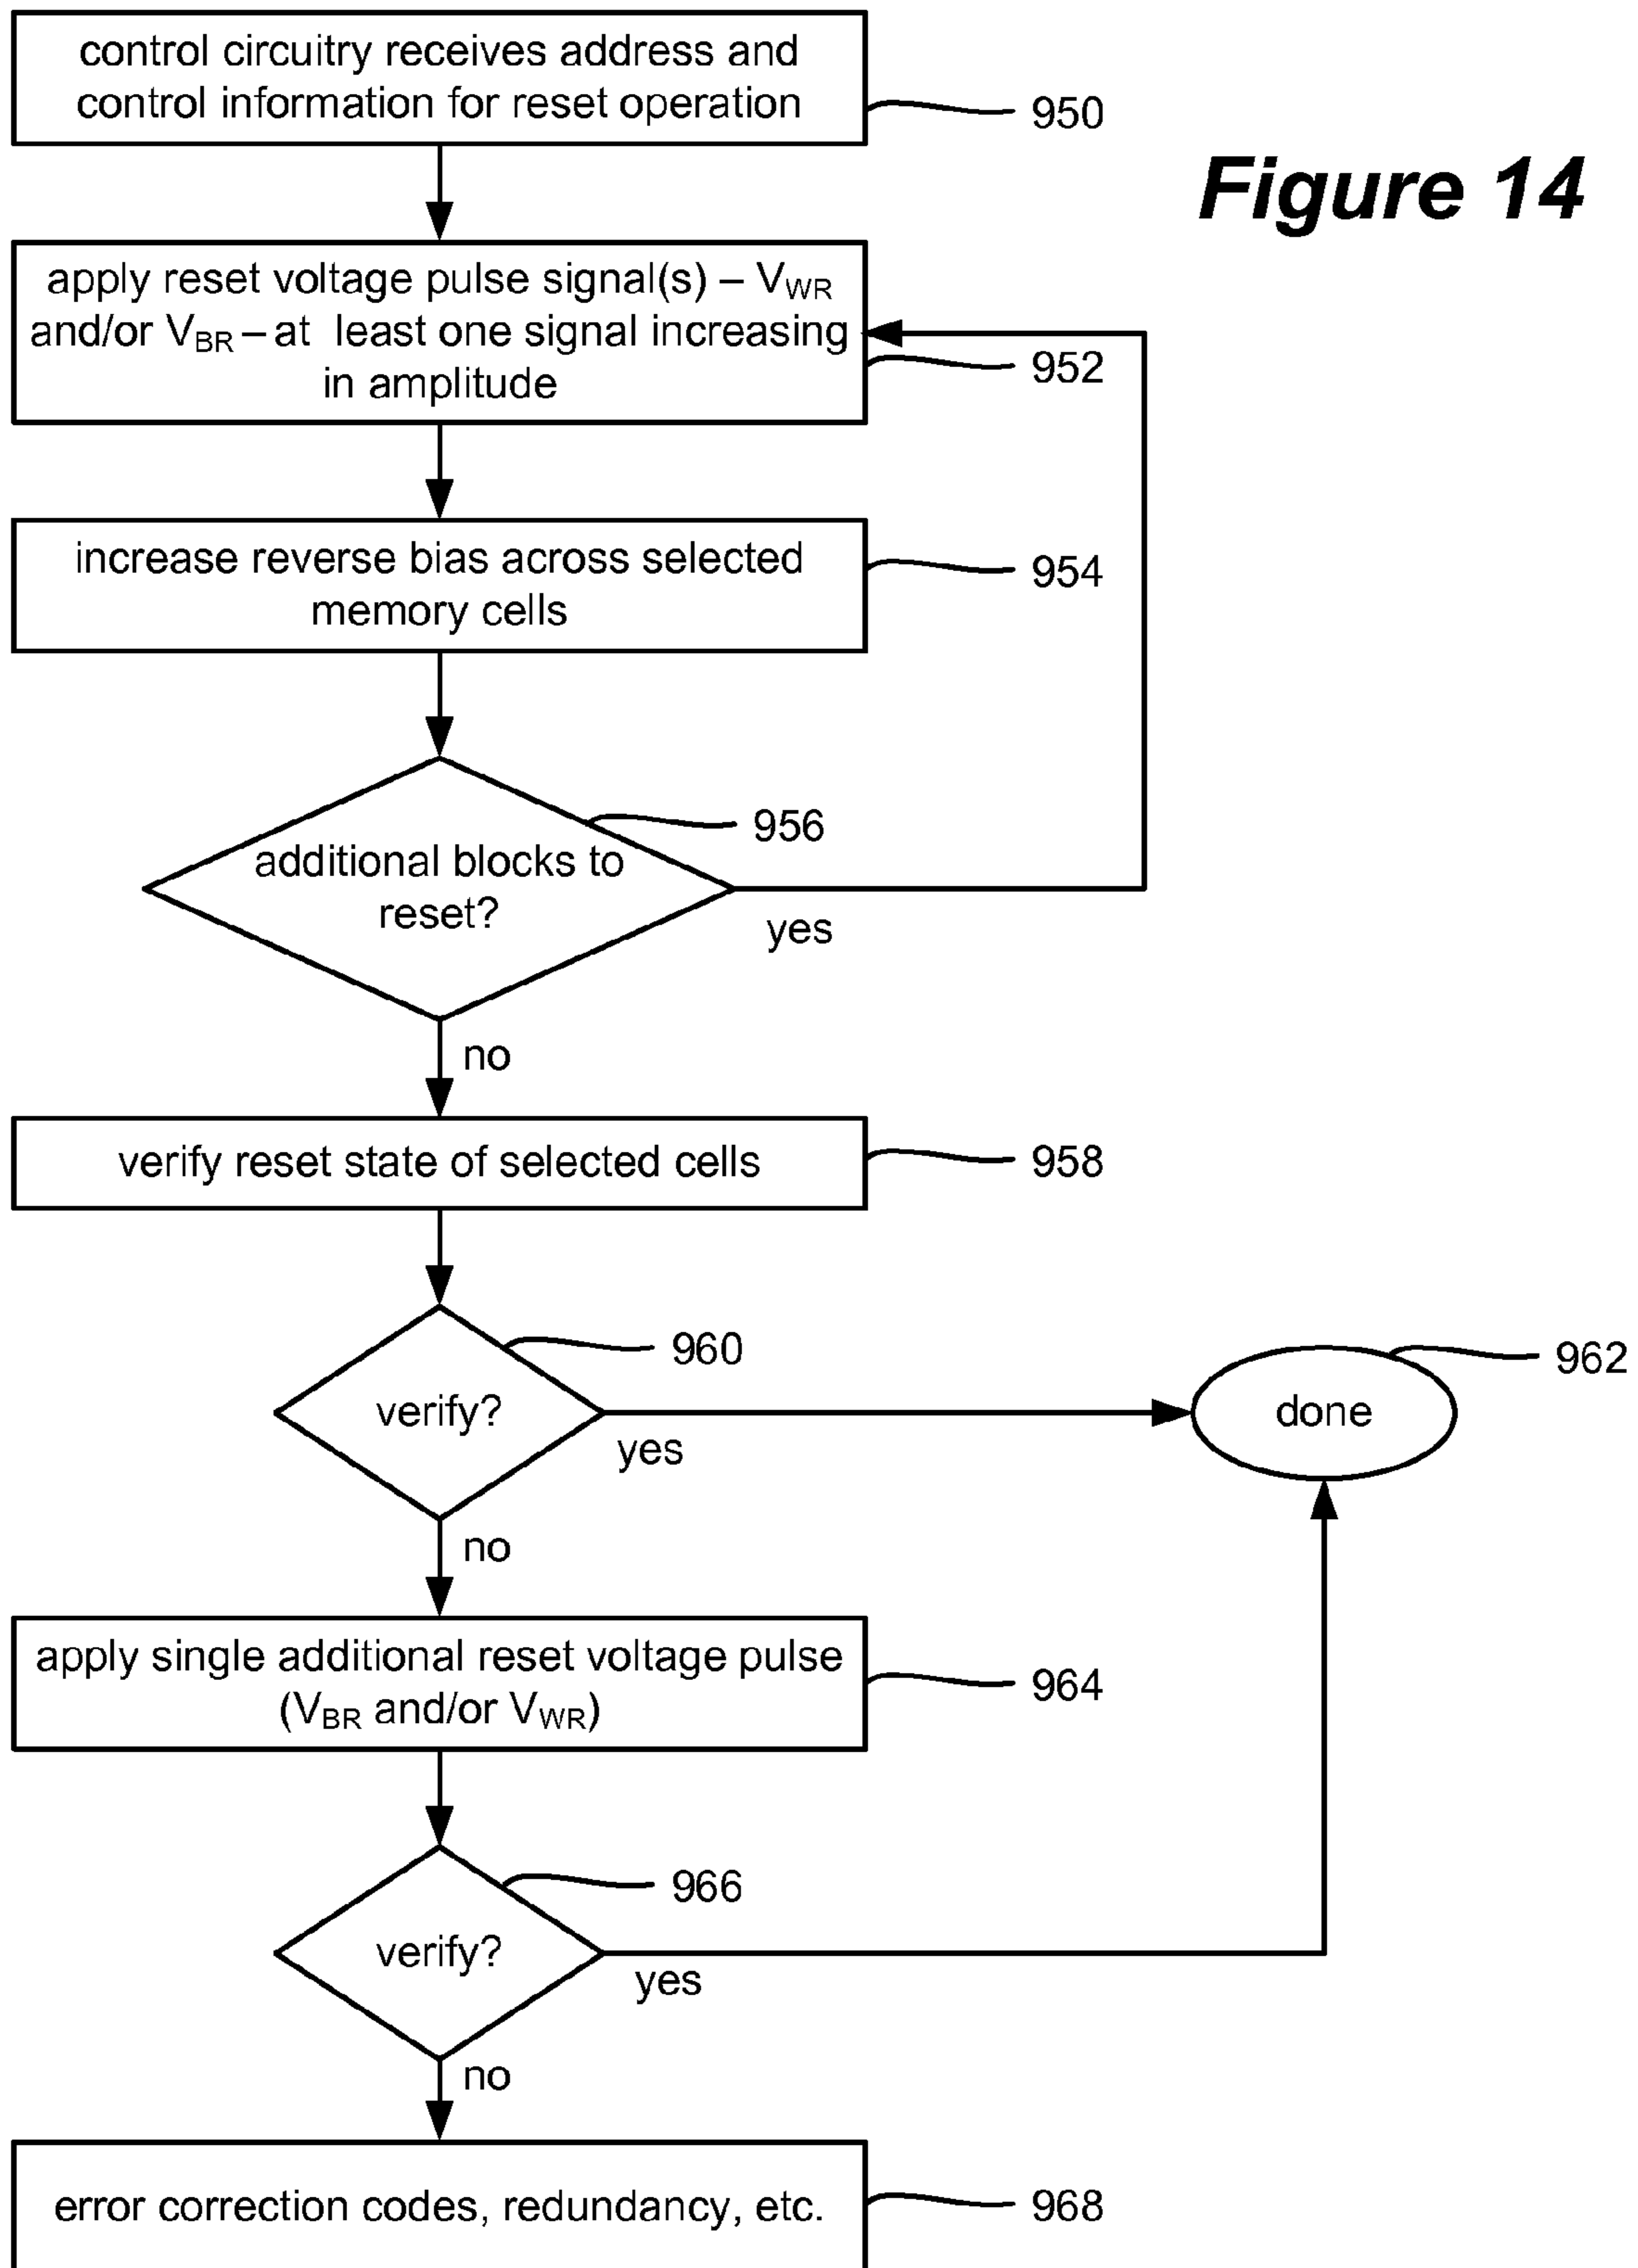 control circuitry receives address and
control information for reset operation
950
Figure 14
apply reset voltage pulse signal(s) – VWR
and/or VBR – at least one signal increasing
in amplitude
952
increase reverse bias across selected
memory cells
954
956
additional blocks to
reset?
yes
no
verify reset state of selected cells
958
960
verify?
yes
962
done
no
apply single additional reset voltage pulse
(VBR and/or VWR)
964
966
verify?
yes
no
error correction codes, redundancy, etc.
968